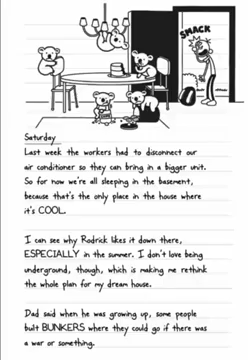 SMACK
Saturday
Last week the workers had to disconnect our
air conditioner so they can bring in a bigger unit.
So for now we're all sleeping in the basement,
because that's the only place in the house where
it's COOL.
I can see why Rodrick likes it down there,
ESPECIALLY in the summer. I don't love being
underground, though, which is making me rethink
the whole plan for my dream house.
Dad said when he was growing up, some people
built BUNKERS where they could go if there was
a war or something.